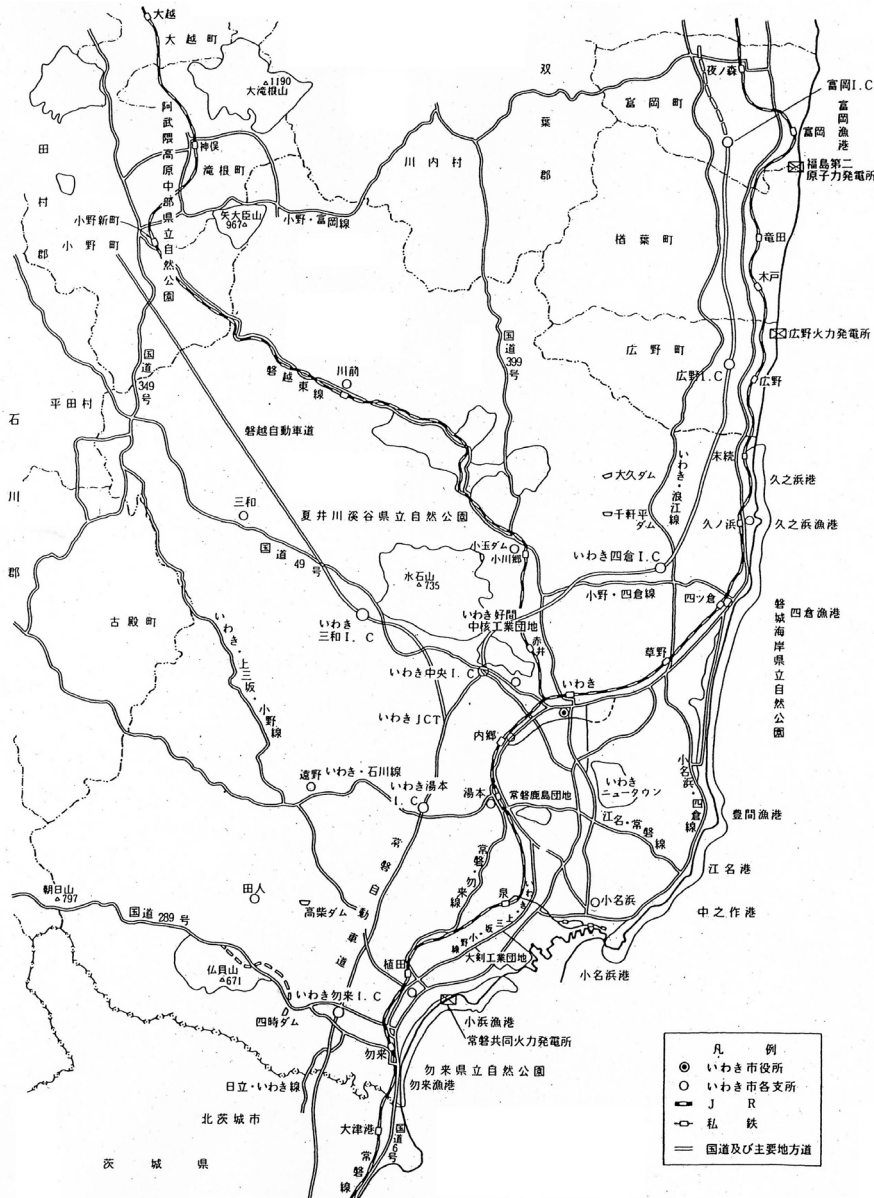 大越
大越町
△1190
大滝根山
阿武隈高原中部県立自然公園
神俣
滝根町
田村郡
小野新町
小野町
矢大臣山
967△
小野・富岡線
川内村
双葉郡
夜ノ森
富岡町
富岡I.C
富岡漁港
富岡
福島第二
原子力発電所
楢葉町
竜田
木戸
広野火力発電所
広野町
広野I.C
広野
国道399号
国道349号
磐越東線
川前
平田村
石川郡
磐越自動車道
いわき・浪江線
末続
久之浜港
大久ダム
千軒平
ダム
久ノ浜
久之浜漁港
三和
夏井川渓谷県立自然公園
国道49号
小玉ダム
小川郷
いわき四倉I.C
水石山
△735
小野・四倉線
四ツ倉
四倉漁港
磐城海岸県立自然公園
古殿町
いわき・上三坂・小野線
いわき
三和I.C
いわき好間
中核工業団地
赤井
草野
いわき中央I.C
いわき
いわきJCT
内郷
遠野
いわき・石川線
いわき湯本
I.C
湯本
常磐鹿島団地
いわき
ニュータウン
小名浜・四倉線
豊間漁港
江名・常磐線
江名港
常磐自動車道
常磐・勿来線
朝日山
△797
田人
高柴ダム
国道289号
泉
小名浜
中之作港
いわき・上三坂・小野線
大剣工業団地
小名浜港
仏具山
△671
植田
いわき勿来I.C
四時ダム
小浜漁港
常磐共同火力発電所
勿来
勿来県立自然公園
勿来漁港
日立・いわき線
北茨城市
大津港
国道6号
常磐線
茨城県
凡例
いわき市役所
いわき市各支所
JR
私鉄
国道及び主要地方道